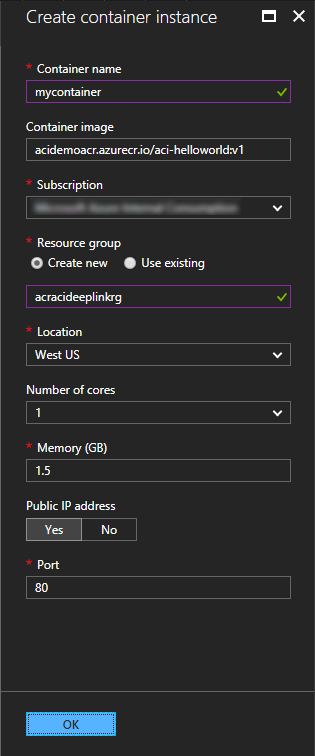 Create container instance
* Container name
mycontainer
Container image
acidemoacr.azurecr.io/aci-helloworld:v1
* Subscription
* Resource group
Create new Use existing
acracideeplinkrg
* Location
West US
Number of cores
1
* Memory (GB)
1.5
Public IP address
Yes No
* Port
80
OK